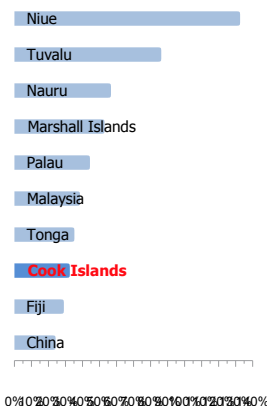 Niue
Tuvalu
Nauru
Marshall Islands
Palau
Malaysia
Tonga
Cook Islands
Fiji
China
0% 10% 20% 30% 40% 50% 60% 70% 80% 90% 100% 110% 120% 130% 140%